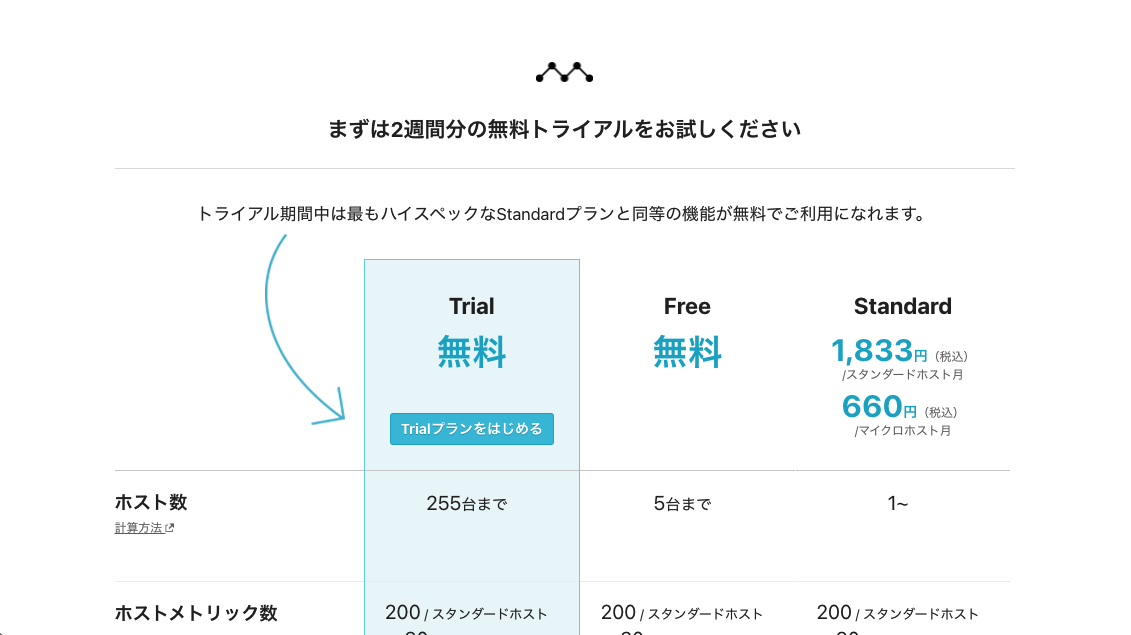 まずは2週間分の無料トライアルをお試しください
トライアル期間中は最もハイスペックなStandardプランと同等の機能が無料でご利用になれます。
Trial
無料
Trialプランをはじめる
Free
無料
Standard
1,833円（税込）
/スタンダードホスト月
660円（税込）
/マイクロホスト月
ホスト数
計算方法
255台まで
5台まで
1~
ホストメトリック数
200 / スタンダードホスト
200 / スタンダードホスト
200 / スタンダードホスト